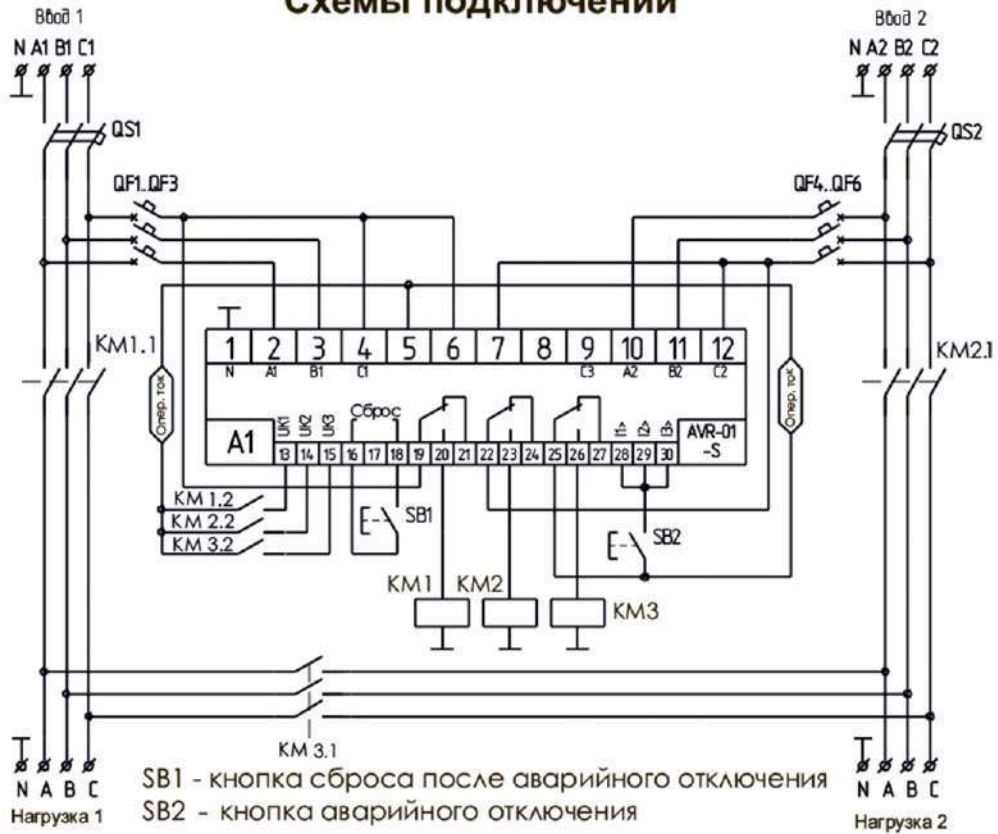 Схемы подключений
Ввод 1
Ввод 2
N A1 B1 C1
N A2 B2 C2
QS1
QS2
QF1..QF3
QF4..QF6
KM1.1
KM2.1
Опер. ток
Опер. ток
1 2 3 4 5 6 7 8 9 10 11 12
N A1 B1 C1 C3 A2 B2 C2
A1
UK1 UK2 UK3
Сброс
I1> I2> I3>
AVR-01
-S
13 14 15 16 17 18 19 20 21 22 23 24 25 26 27 28 29 30
KM 1.2
KM 2.2
KM 3.2
SB1
SB2
KM1
KM2
KM3
KM 3.1
SB1 - кнопка сброса после аварийного отключения
SB2 - кнопка аварийного отключения
N A B C
Нагрузка 1
N A B C
Нагрузка 2